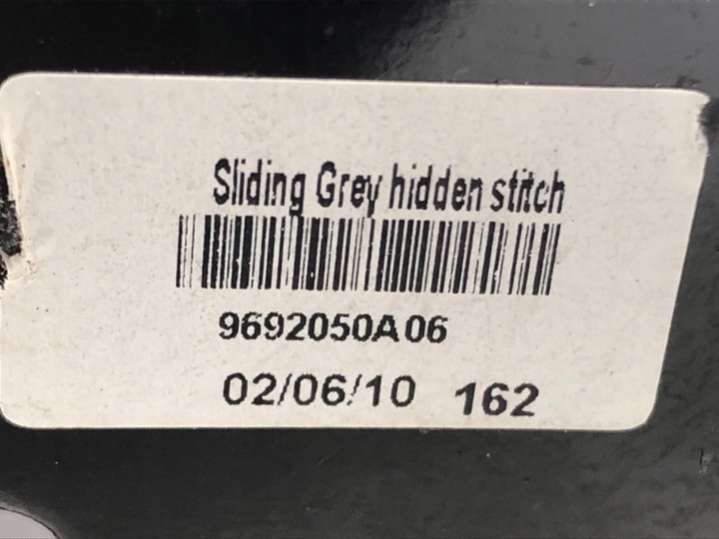 Sliding Grey hidden stitch
9692050A06
02/06/10 162